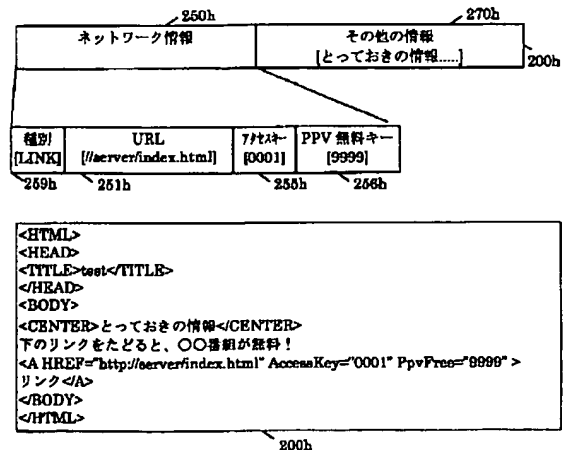 250h
270h
ネットワーク情報
その他の情報
[とっておきの情報.....]
200h
種別
[LINK]
URL
[//server/index.html]
アクセスキー
[0001]
PPV 無料キー
[9999]
259h
251h
255h
256h
<HTML>
<HEAD>
<TITLE>test</TITLE>
</HEAD>
<BODY>
<CENTER>とっておきの情報</CENTER>
下のリンクをたどると、〇〇番組が無料！
<A HREF="http://server/index.html" AccessKey="0001" PpvFree="9999" >
リンク</A>
</BODY>
</HTML>
200h